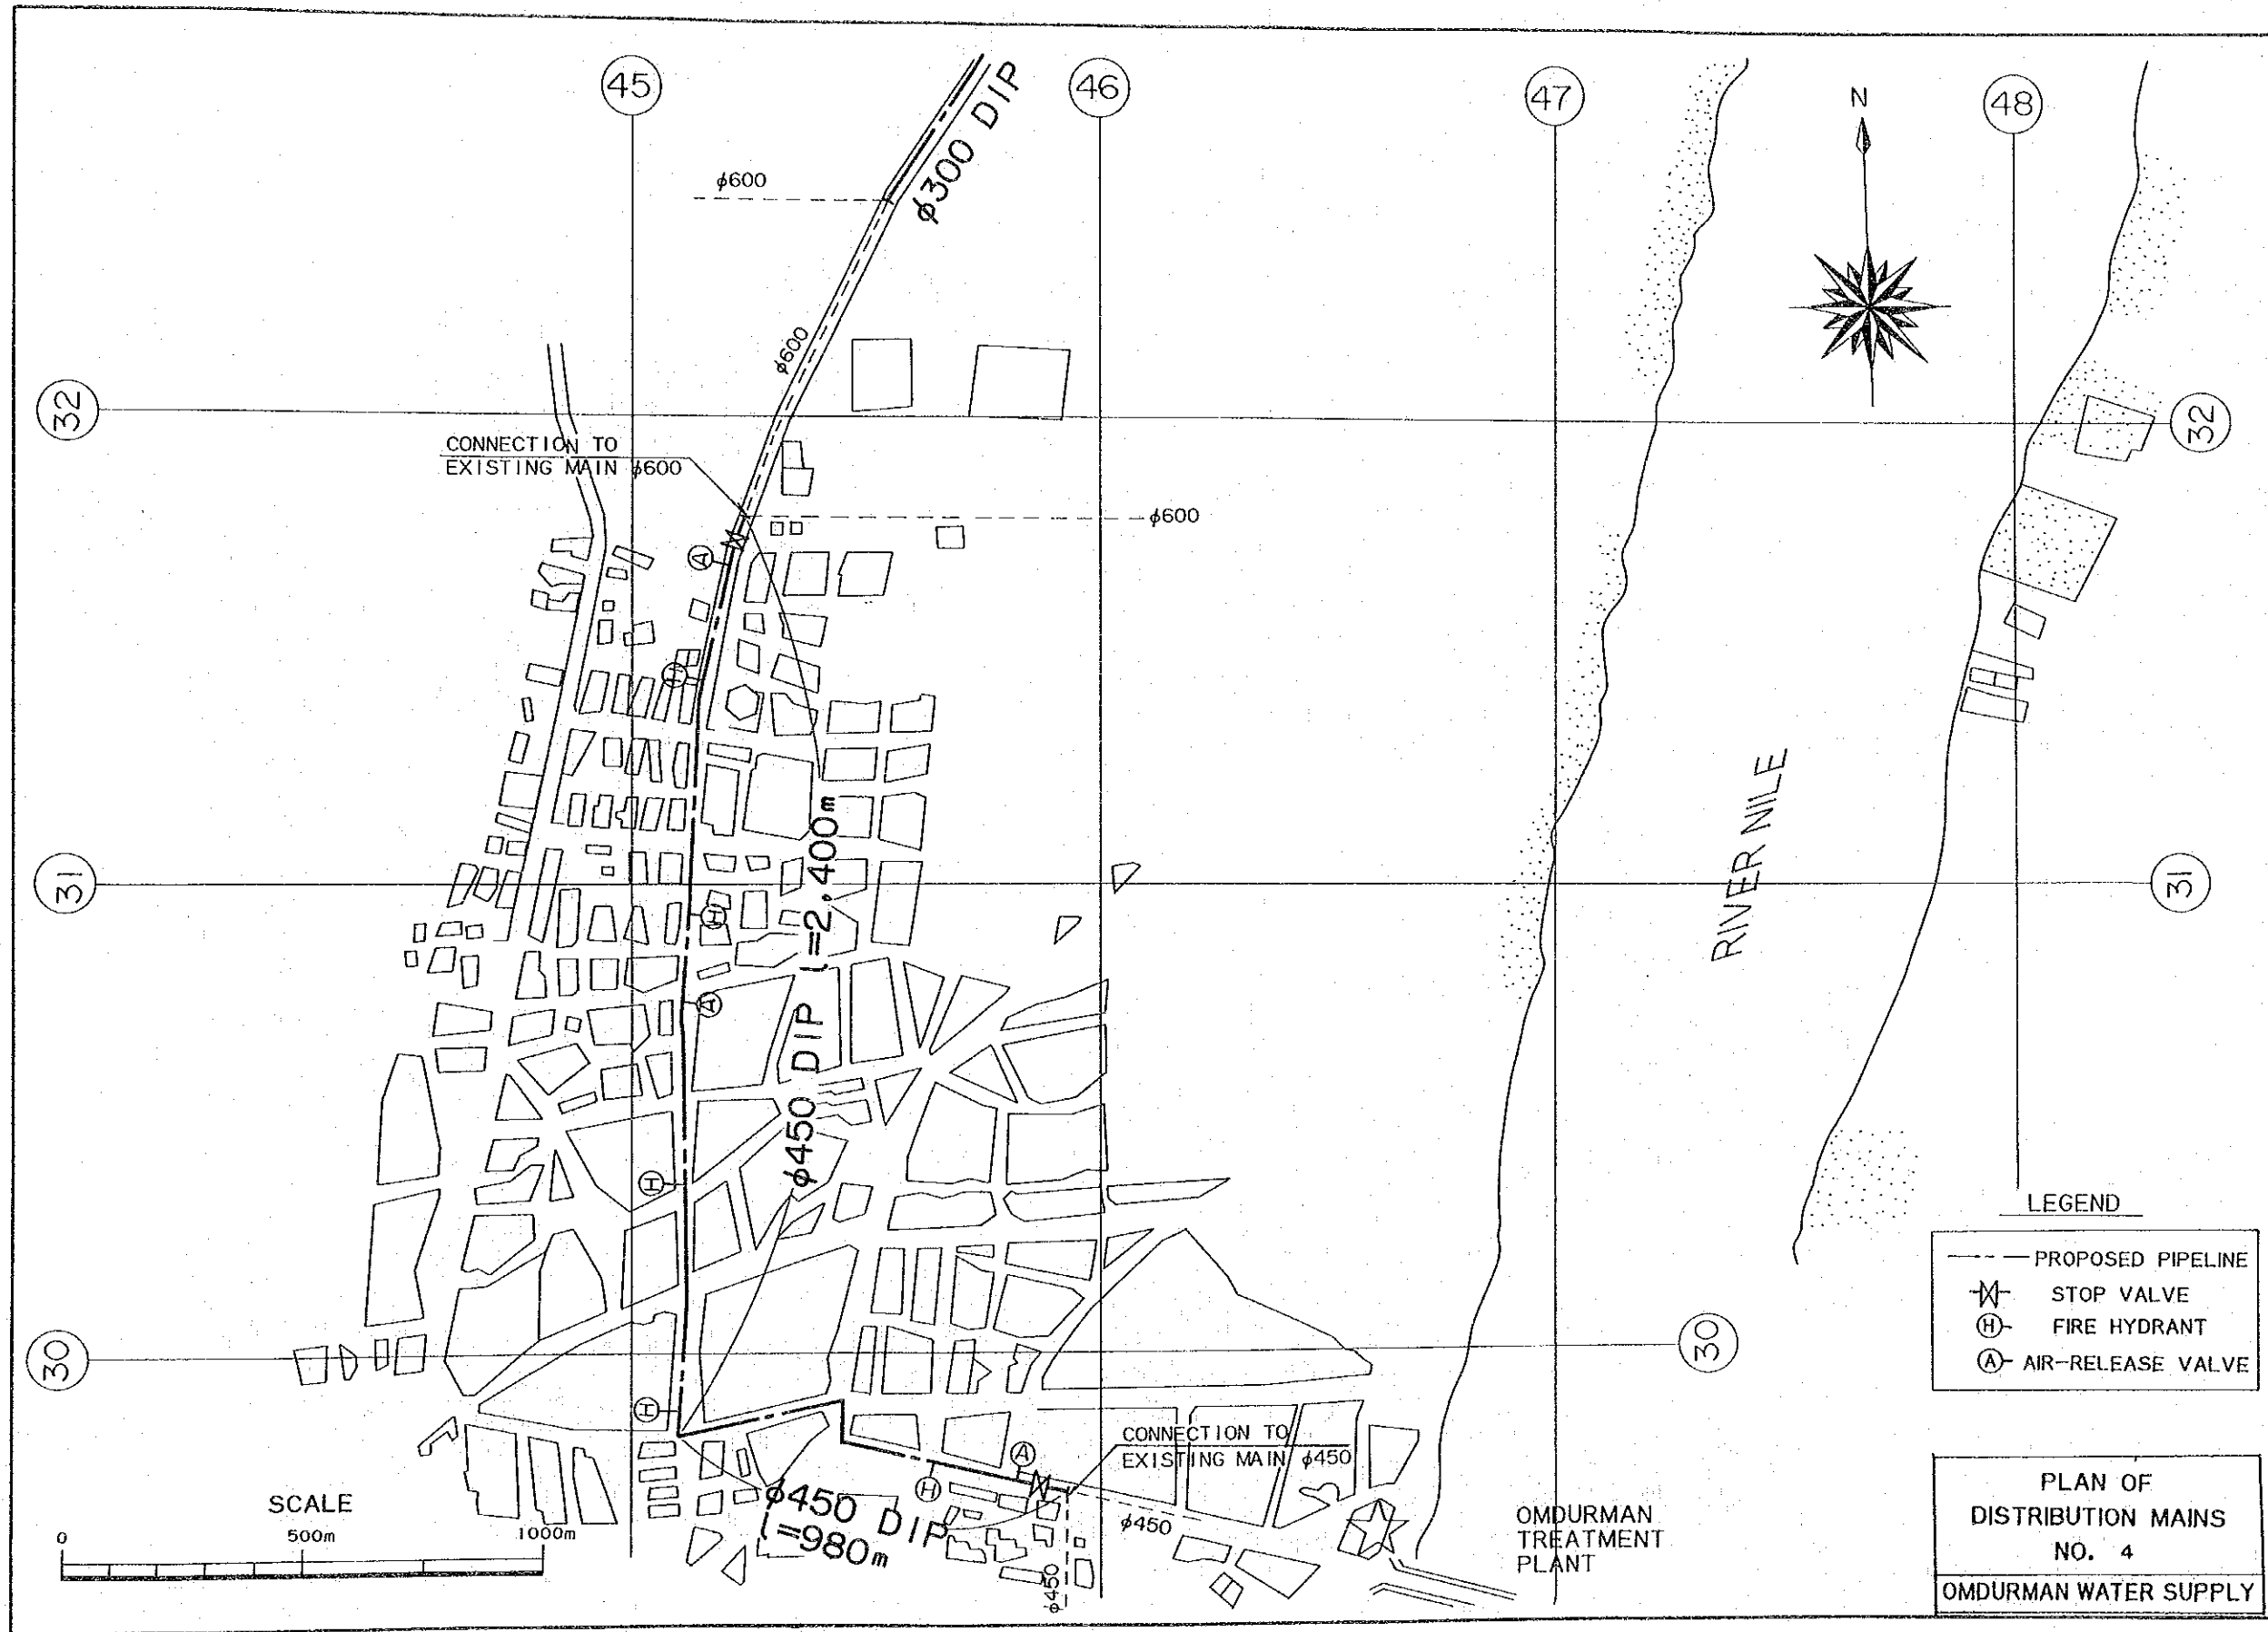 45
46
47
48
N
φ300 DIP
φ600
φ600
32
32
CONNECTION TO
EXISTING MAIN φ600
φ600
A
H
RIVER NILE
31
31
H
A
φ450 DIP ℓ=2,400m
H
LEGEND
PROPOSED PIPELINE
STOP VALVE
H FIRE HYDRANT
A AIR-RELEASE VALVE
30
30
H
CONNECTION TO
EXISTING MAIN φ450
A
H
φ450 DIP
ℓ=980m
φ450
φ450
OMDURMAN
TREATMENT
PLANT
SCALE
0 500m 1000m
PLAN OF
DISTRIBUTION MAINS
NO. 4
OMDURMAN WATER SUPPLY